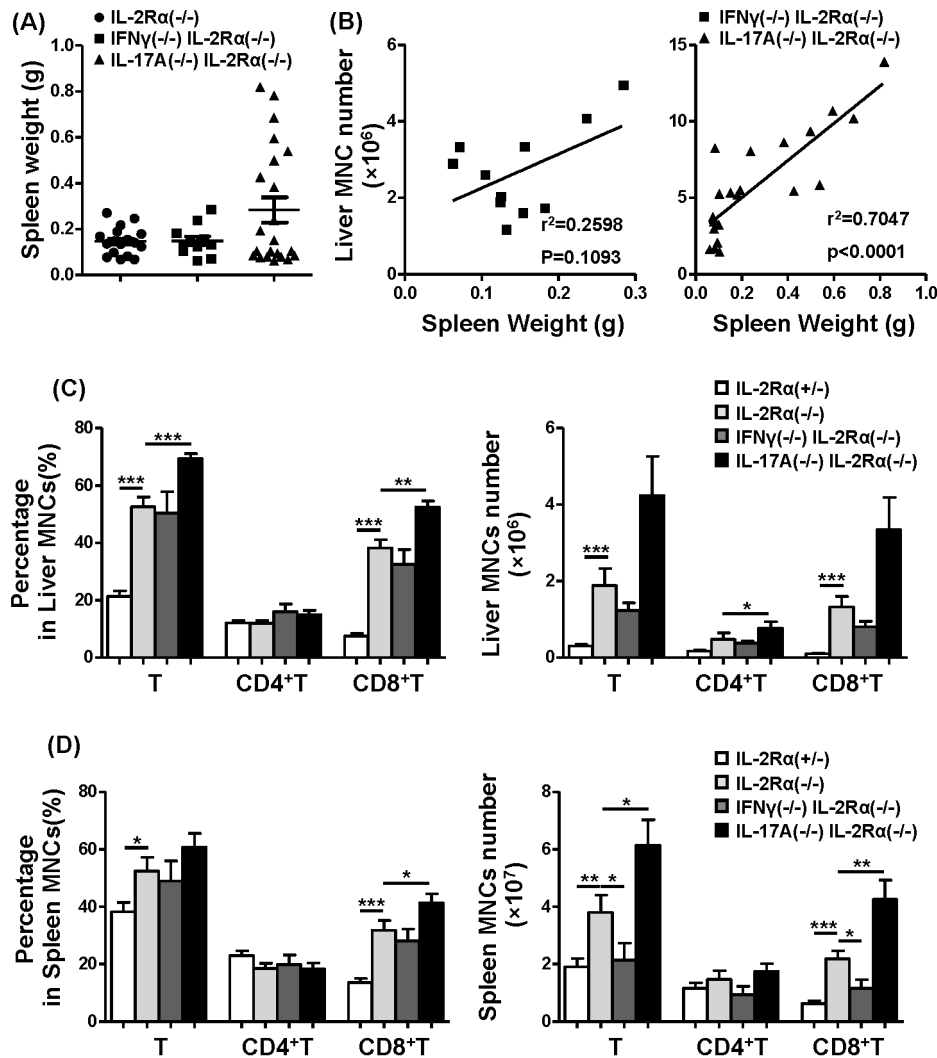 (A)
● IL-2Rα(-/-)
■ IFNγ(-/-) IL-2Rα(-/-)
▲ IL-17A(-/-) IL-2Rα(-/-)
Spleen weight (g)
1.0
0.8
0.6
0.4
0.2
0.0
(B)
■ IFNγ(-/-) IL-2Rα(-/-)
▲ IL-17A(-/-) IL-2Rα(-/-)
Liver MNC number
(×10⁶)
6
4
2
0
r²=0.2598
P=0.1093
0.0 0.1 0.2 0.3
Spleen Weight (g)
15
10
5
0
r²=0.7047
p<0.0001
0.0 0.2 0.4 0.6 0.8 1.0
Spleen Weight (g)
(C)
Percentage
in Liver MNCs(%)
80
60
40
20
0
*** *** *** **
T CD4⁺T CD8⁺T
IL-2Rα(+/-)
IL-2Rα(-/-)
IFNγ(-/-) IL-2Rα(-/-)
IL-17A(-/-) IL-2Rα(-/-)
Liver MNCs number
(×10⁶)
6
4
2
0
*** * ***
T CD4⁺T CD8⁺T
(D)
Percentage
in Spleen MNCs(%)
80
60
40
20
0
* *** *
T CD4⁺T CD8⁺T
IL-2Rα(+/-)
IL-2Rα(-/-)
IFNγ(-/-) IL-2Rα(-/-)
IL-17A(-/-) IL-2Rα(-/-)
Spleen MNCs number
(×10⁷)
8
6
4
2
0
** * * *** * **
T CD4⁺T CD8⁺T